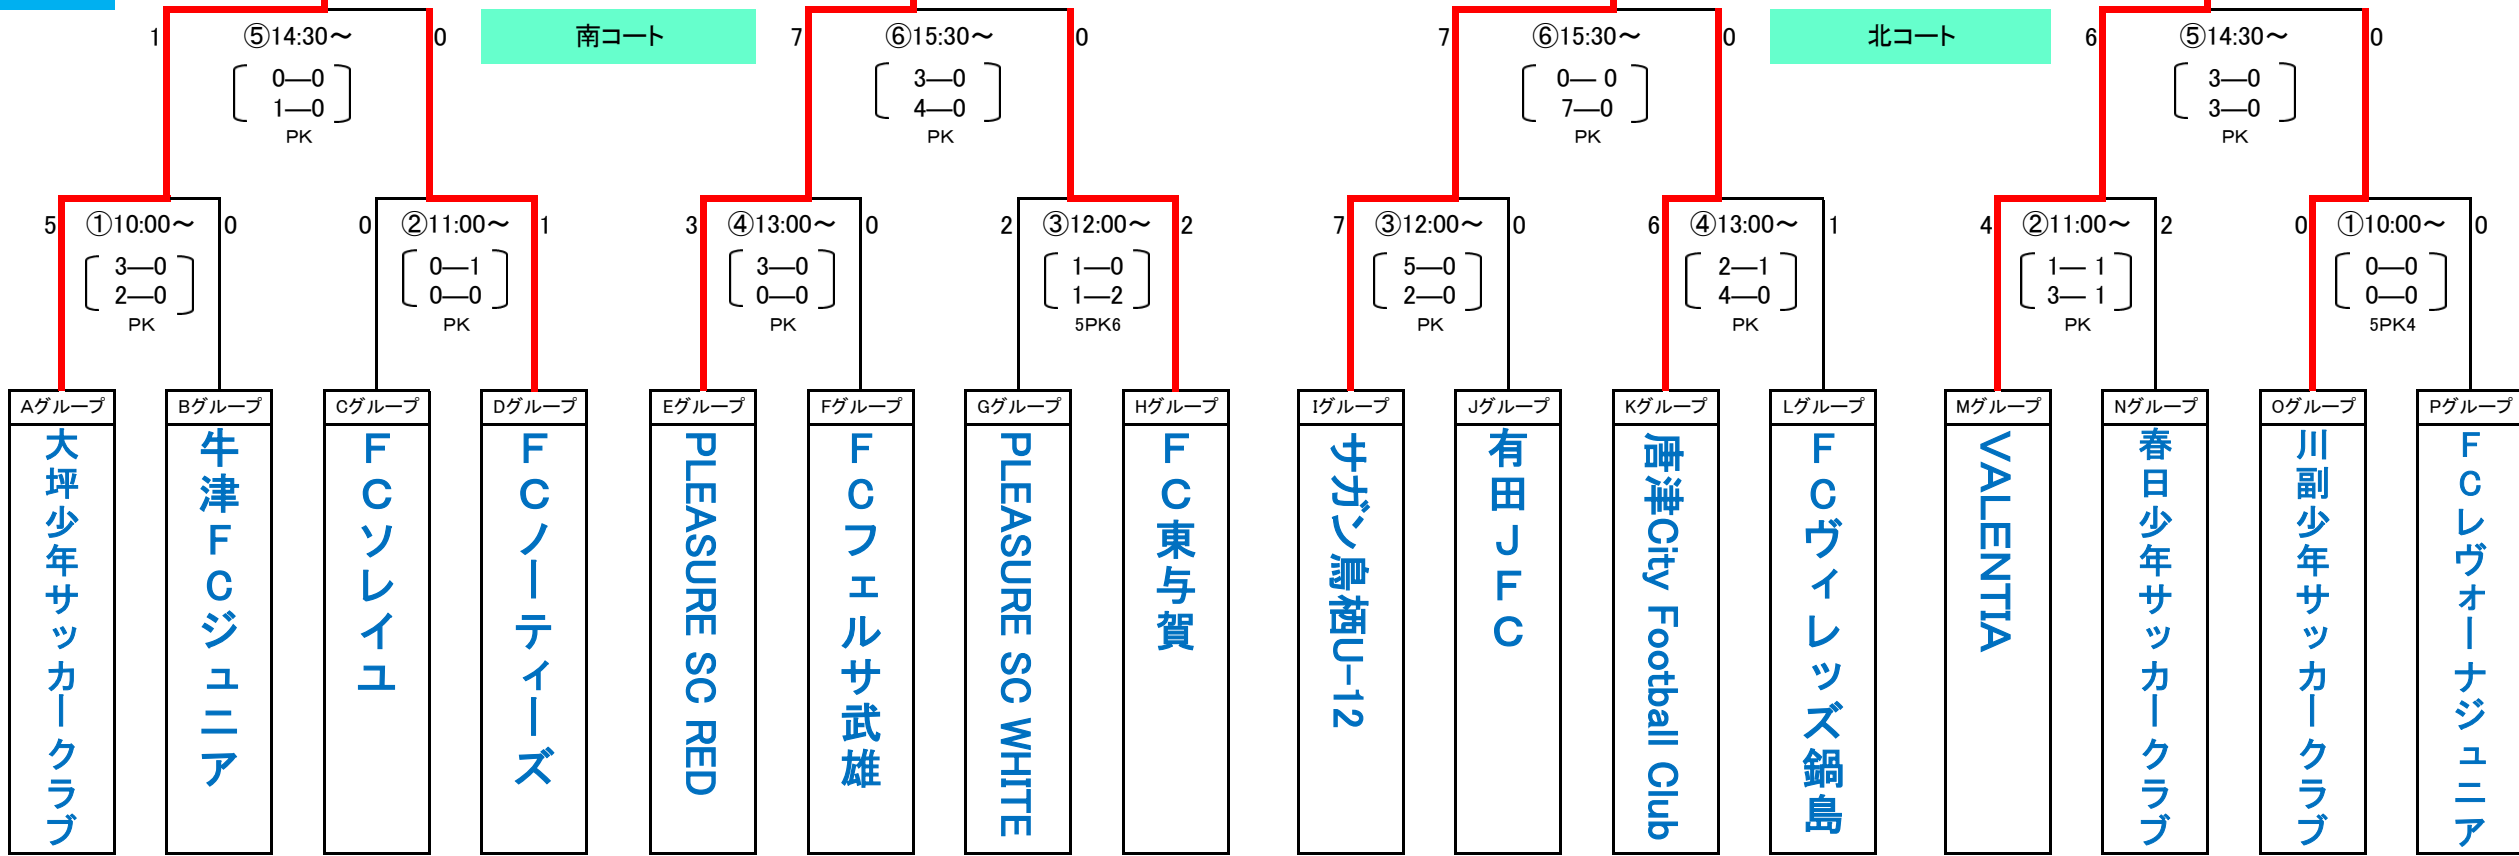 1 ⑤14:30～ 0 南コート 7 ⑥15:30～ 0 7 ⑥15:30～ 0 北コート 6 ⑤14:30～ 0
0―0 3―0 0― 0 3―0
1―0 4―0 7―0 3―0
PK PK PK PK
5 ①10:00～ 0 0 ②11:00～ 1 3 ④13:00～ 0 2 ③12:00～ 2 7 ③12:00～ 0 6 ④13:00～ 1 4 ②11:00～ 2 0 ①10:00～ 0
3―0 0―1 3―0 1―0 5―0 2―1 1― 1 0―0
2―0 0―0 0―0 1―2 2―0 4―0 3― 1 0―0
PK PK PK 5PK6 PK PK PK 5PK4
Aグループ Bグループ Cグループ Dグループ Eグループ Fグループ Gグループ Hグループ Iグループ Jグループ Kグループ Lグループ Mグループ Nグループ Oグループ Pグループ
大坪少年サッカークラブ
牛津ＦＣジュニア
ＦＣソレイユ
ＦＣノーティーズ
PLEASURE SC RED
ＦＣフェルサ武雄
PLEASURE SC WHITE
ＦＣ東与賀
サガン鳥栖U-12
有田ＪＦＣ
唐津City Football Club
ＦＣヴィレッズ鍋島
VALENTIA
春日少年サッカークラブ
川副少年サッカークラブ
ＦＣレヴォーナジュニア